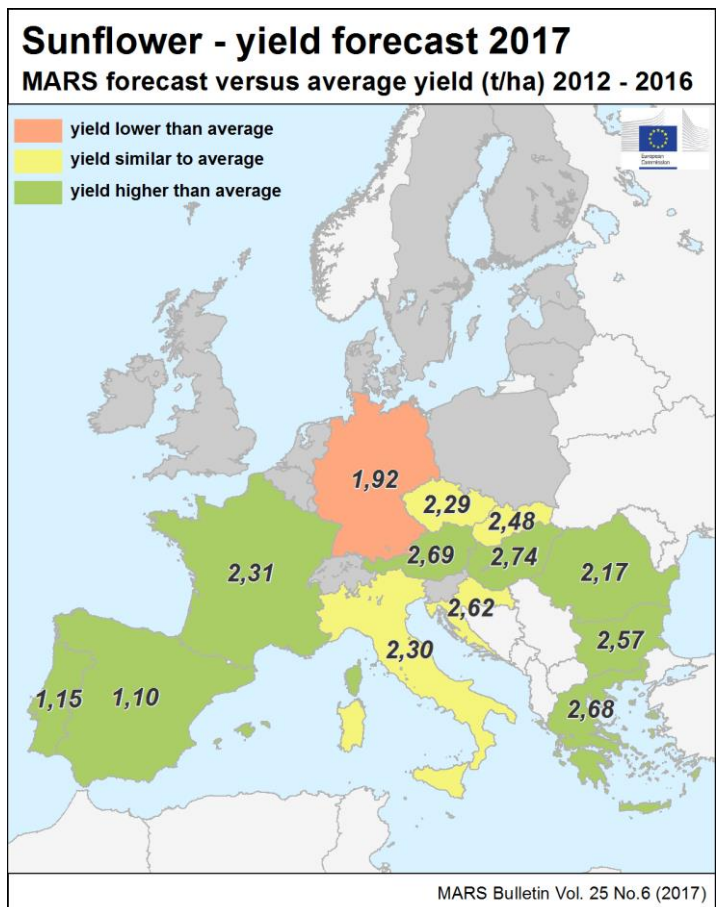 Sunflower - yield forecast 2017
MARS forecast versus average yield (t/ha) 2012 - 2016
yield lower than average
yield similar to average
yield higher than average
European
Commission
1,92
2,29
2,48
2,69
2,74
2,17
2,31
2,62
2,57
2,30
1,15
1,10
2,68
MARS Bulletin Vol. 25 No.6 (2017)